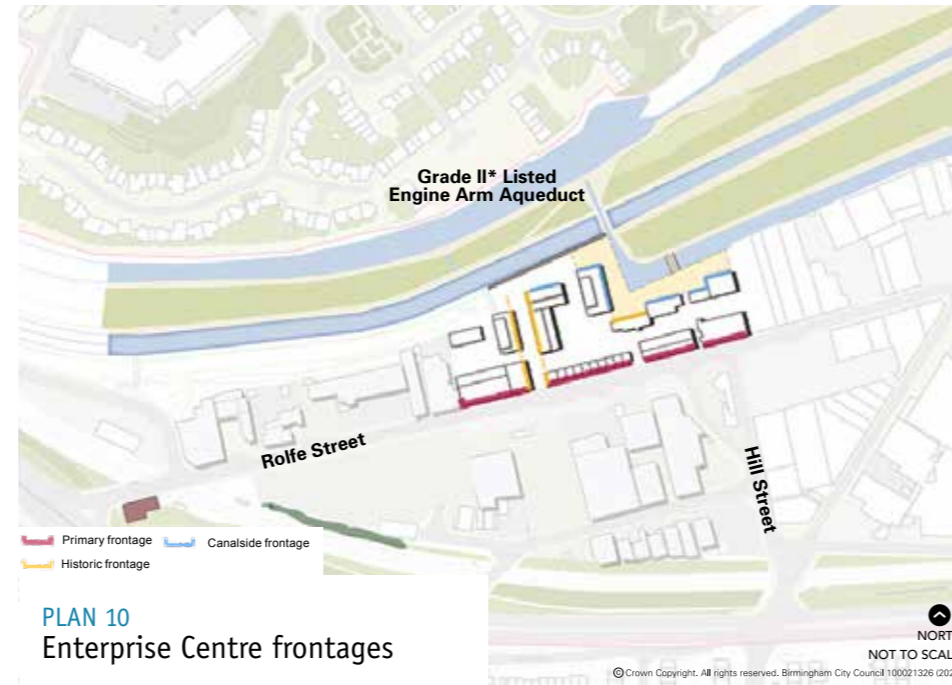 Grade II* Listed
Engine Arm Aqueduct
Rolfe Street
Hill Street
Primary frontage
Canalside frontage
Historic frontage
PLAN 10
Enterprise Centre frontages
NORT
NOT TO SCAL
© Crown Copyright. All rights reserved. Birmingham City Council 100021326 (202